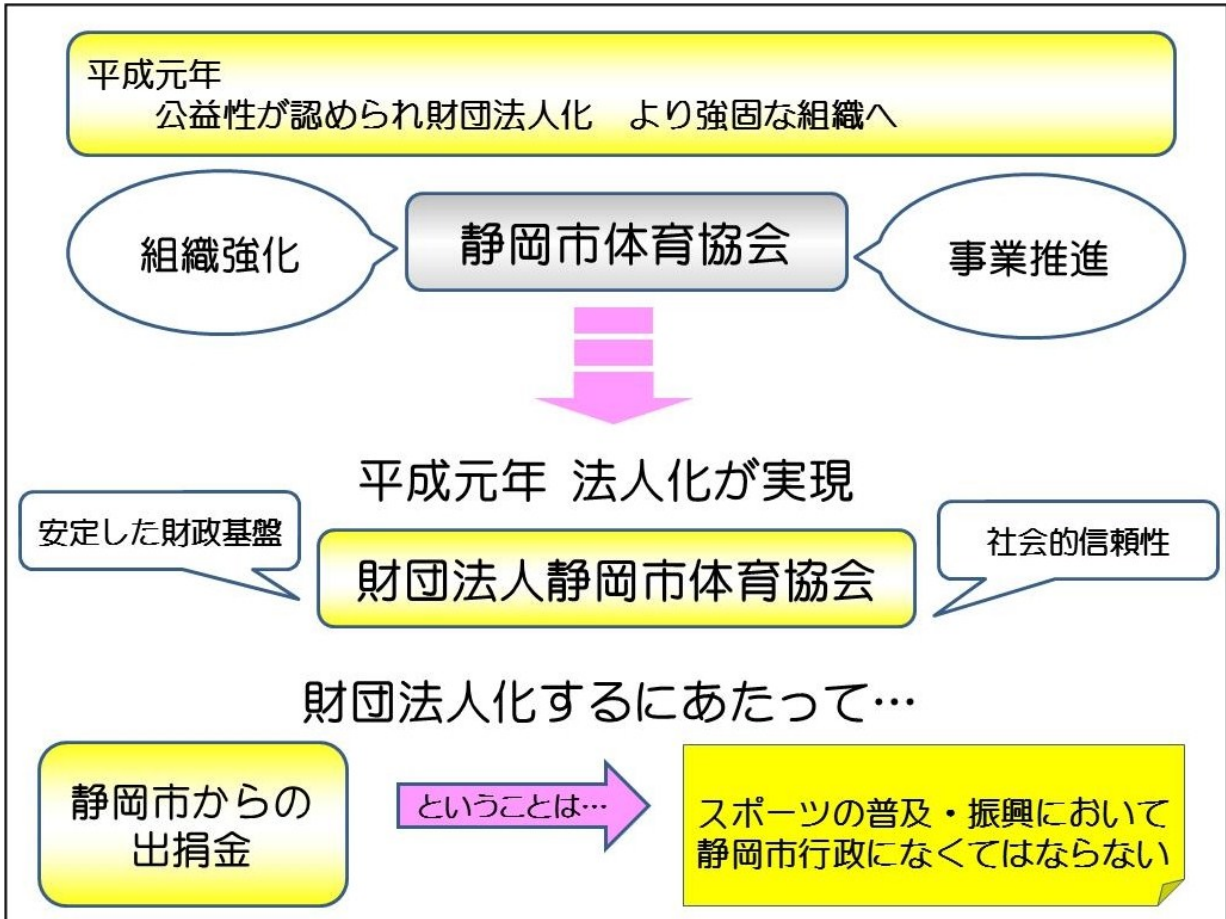 平成元年
公益性が認められ財団法人化　より強固な組織へ
組織強化
静岡市体育協会
事業推進
平成元年 法人化が実現
安定した財政基盤
社会的信頼性
財団法人静岡市体育協会
財団法人化するにあたって…
静岡市からの
出捐金
ということは…
スポーツの普及・振興において
静岡市行政になくてはならない